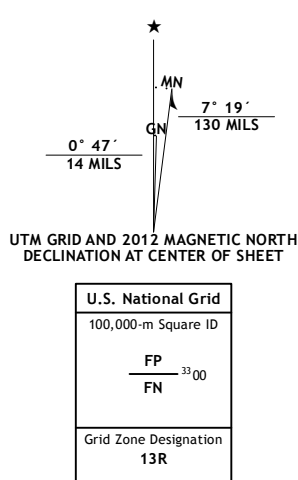 ★
MN
7° 19´
130 MILS
GN
0° 47´
14 MILS
UTM GRID AND 2012 MAGNETIC NORTH
DECLINATION AT CENTER OF SHEET
U.S. National Grid
100,000-m Square ID
FP
3300
FN
Grid Zone Designation
13R